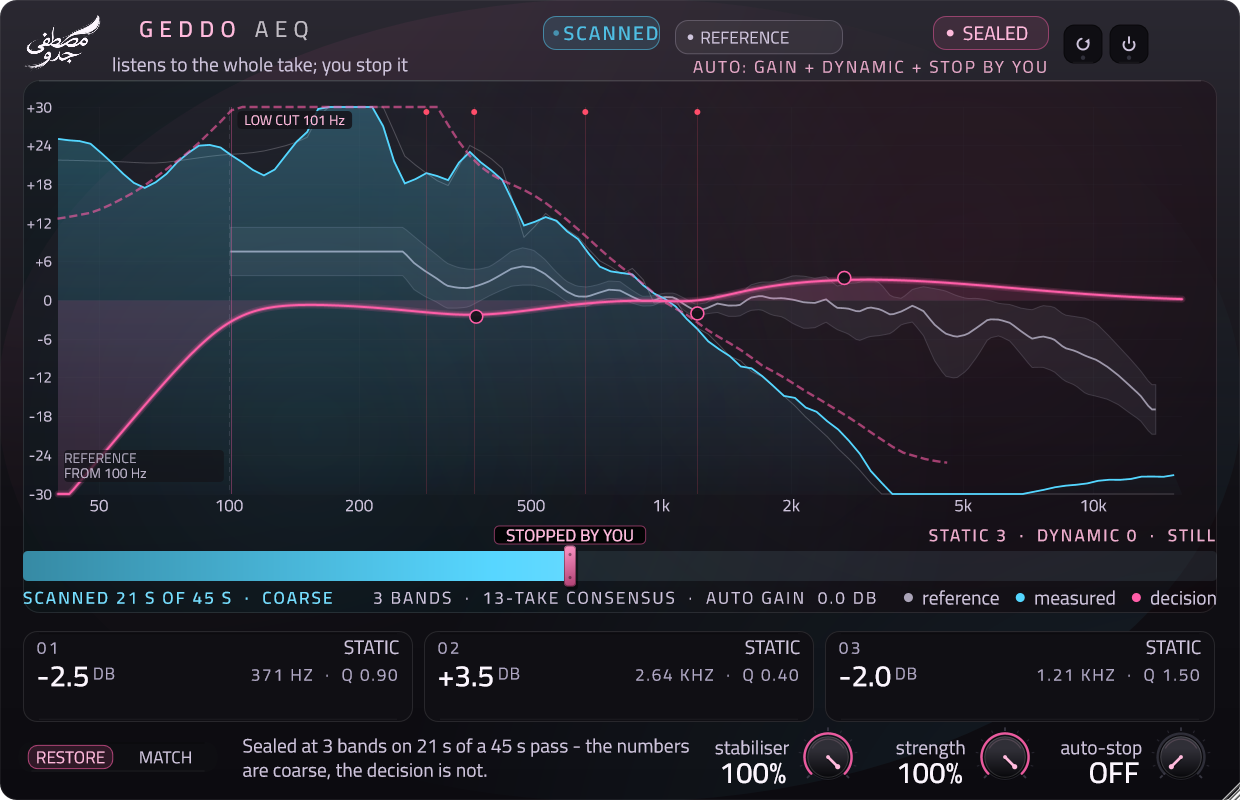 مصطفى
جدو
GEDDO AEQ
listens to the whole take; you stop it
SCANNED
REFERENCE
SEALED
AUTO: GAIN + DYNAMIC + STOP BY YOU
+30
+24
+18
+12
+6
0
-6
-12
-18
-24
-30
LOW CUT 101 Hz
REFERENCE
FROM 100 Hz
50 100 200 500 1k 2k 5k 10k
STOPPED BY YOU
STATIC 3 · DYNAMIC 0 · STILL
SCANNED 21 S OF 45 S · COARSE
3 BANDS · 13-TAKE CONSENSUS · AUTO GAIN 0.0 DB
reference measured decision
01 STATIC
-2.5 DB 371 HZ · Q 0.90
02 STATIC
+3.5 DB 2.64 KHZ · Q 0.40
03 STATIC
-2.0 DB 1.21 KHZ · Q 1.50
RESTORE MATCH
Sealed at 3 bands on 21 s of a 45 s pass - the numbers
are coarse, the decision is not.
stabiliser
100%
strength
100%
auto-stop
OFF